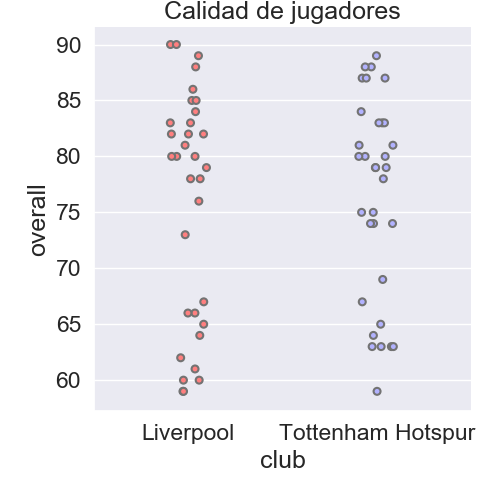 Calidad de jugadores
90
85
80
75
70
65
60
overall
Liverpool
Tottenham Hotspur
club